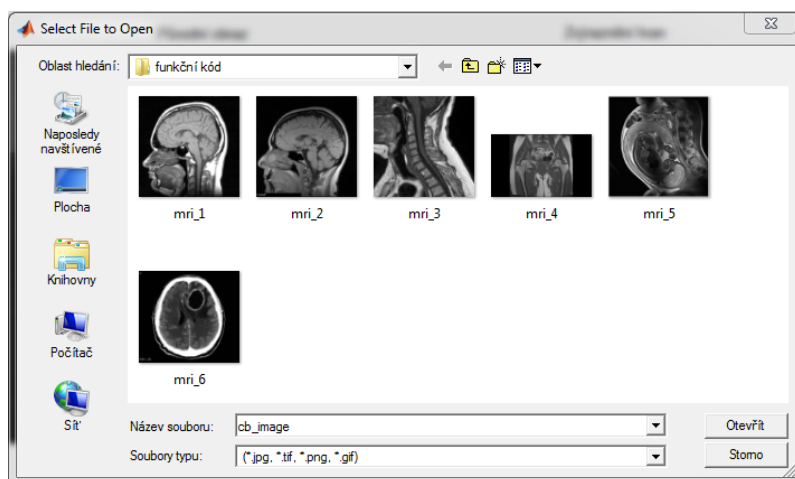 Select File to Open
Oblast hledání:
funkční kód
Naposledy
navštívené
Plocha
Knihovny
Počítač
Síť
mri_1
mri_2
mri_3
mri_4
mri_5
mri_6
Název souboru:
cb_image
Otevřít
Soubory typu:
(*.jpg, *.tif, *.png, *.gif)
Storno